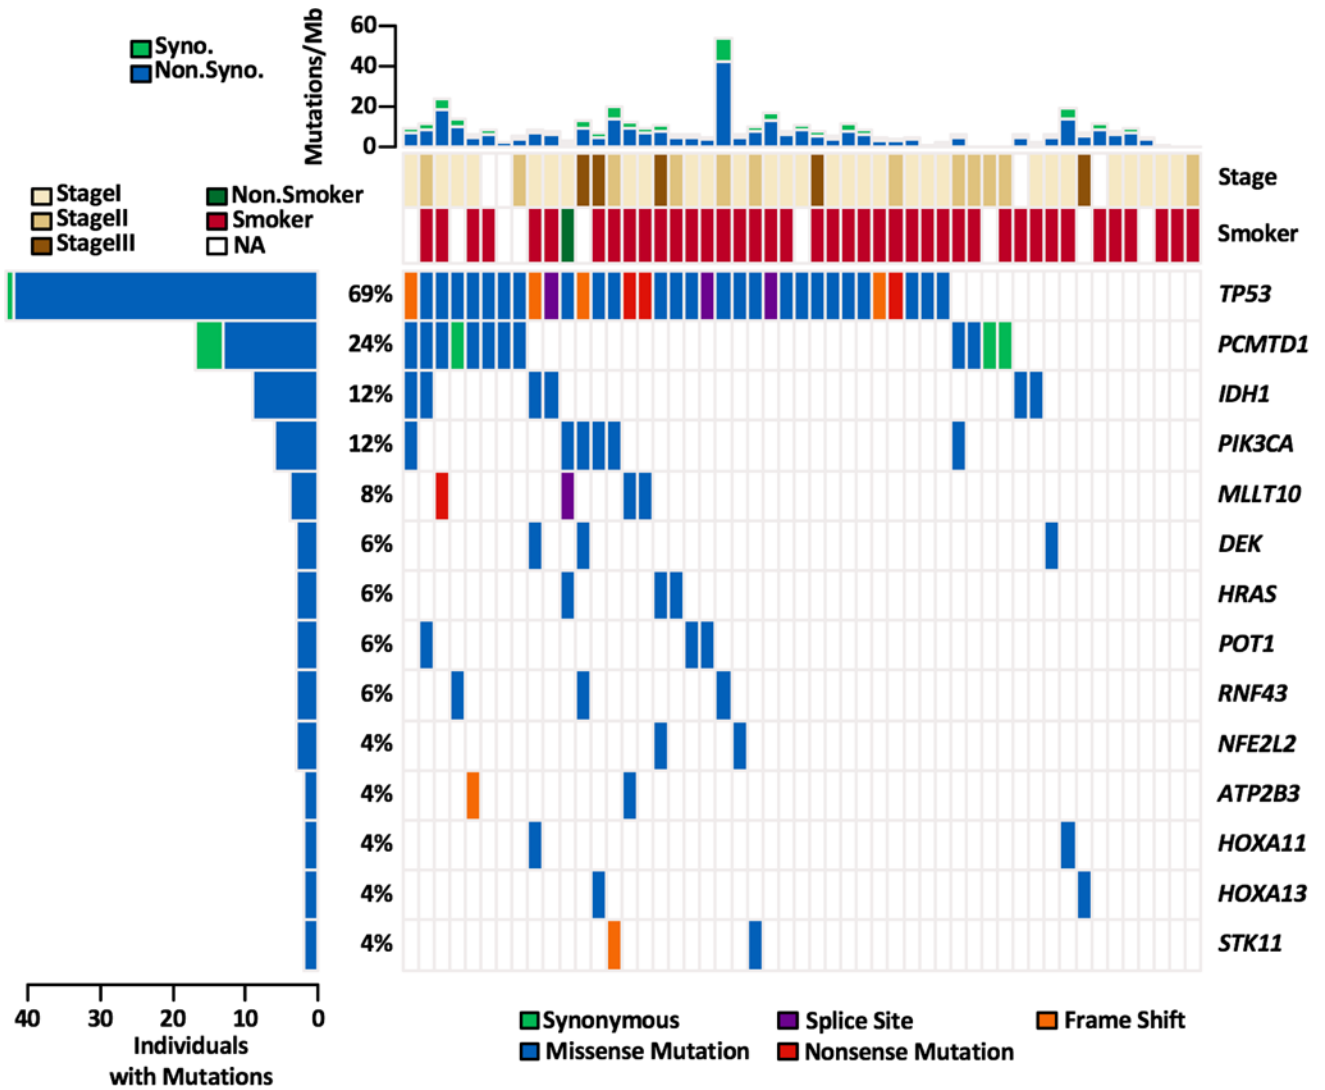 Syno.
Non.Syno.
Mutations/Mb
60
40
20
0
StageI
StageII
StageIII
Non.Smoker
Smoker
NA
Stage
Smoker
69% TP53
24% PCMTD1
12% IDH1
12% PIK3CA
8% MLLT10
6% DEK
6% HRAS
6% POT1
6% RNF43
4% NFE2L2
4% ATP2B3
4% HOXA11
4% HOXA13
4% STK11
40 30 20 10 0
Individuals
with Mutations
Synonymous Splice Site Frame Shift
Missense Mutation Nonsense Mutation